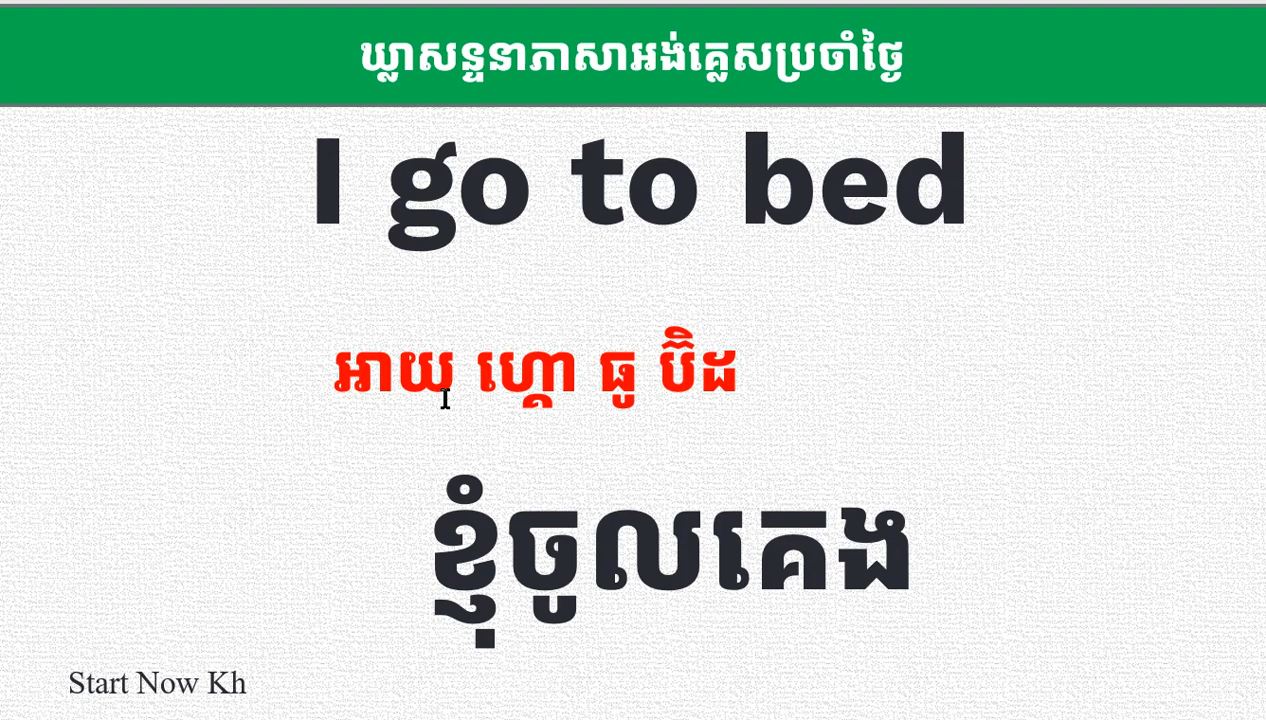 ឃ្លាសន្ទនាភាសាអង់គ្លេសប្រចាំថ្ងៃ
I go to bed
អាយ ហ្គោ ធូ ប៊ិដ
ខ្ញុំចូលគេង
Start Now Kh